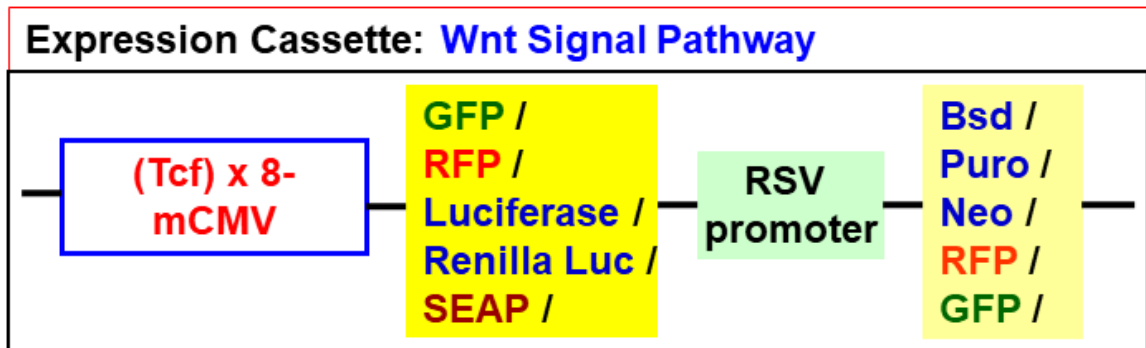 Expression Cassette: Wnt Signal Pathway
(Tcf) x 8-
mCMV
GFP /
RFP /
Luciferase /
Renilla Luc /
SEAP /
RSV
promoter
Bsd /
Puro /
Neo /
RFP /
GFP /